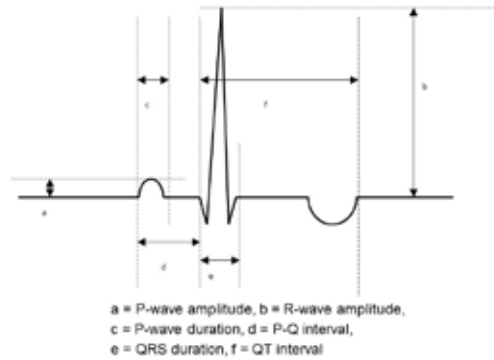 c
f
b
a
d
e
a = P-wave amplitude, b = R-wave amplitude,
c = P-wave duration, d = P-Q interval,
e = QRS duration, f = QT interval